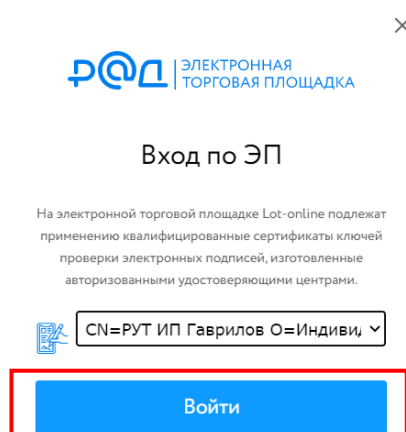 РАД ЭЛЕКТРОННАЯ
ТОРГОВАЯ ПЛОЩАДКА
Вход по ЭП
На электронной торговой площадке Lot-online подлежат
применению квалифицированные сертификаты ключей
проверки электронных подписей, изготовленные
авторизованными удостоверяющими центрами.
CN=РУТ ИП Гаврилов О=Индивид
Войти